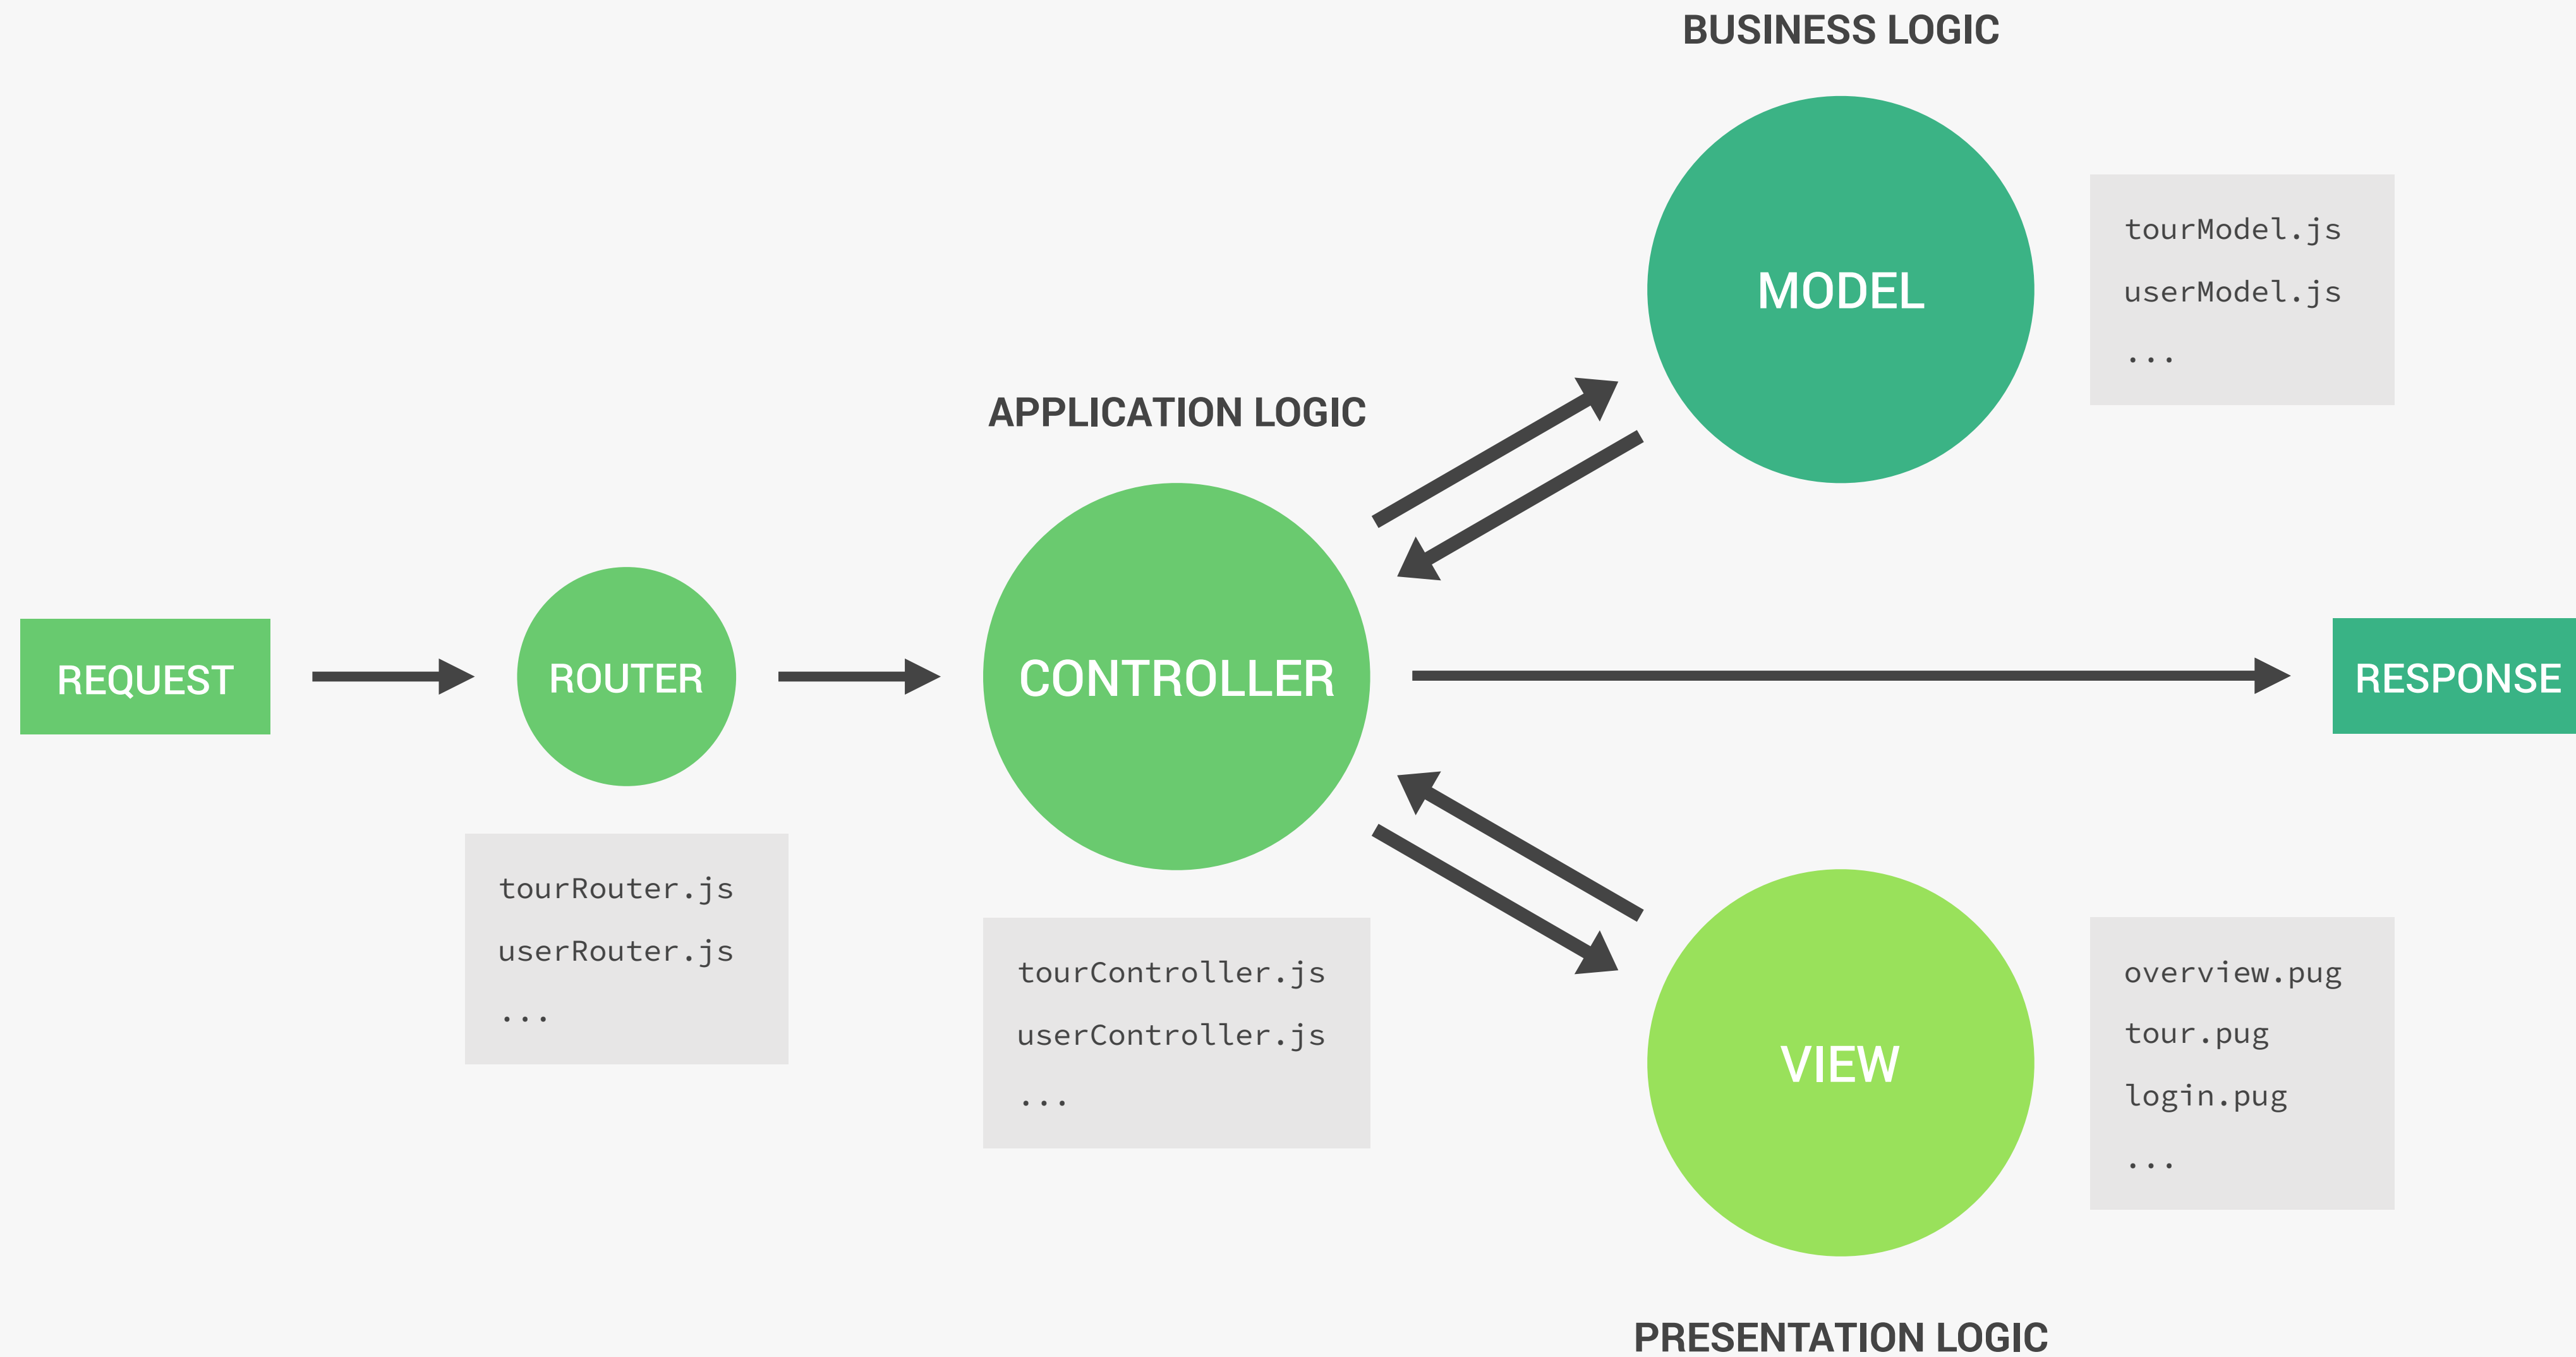 BUSINESS LOGIC
MODEL
tourModel.js
userModel.js
...
APPLICATION LOGIC
REQUEST
ROUTER
CONTROLLER
RESPONSE
tourRouter.js
userRouter.js
...
tourController.js
userController.js
...
VIEW
overview.pug
tour.pug
login.pug
...
PRESENTATION LOGIC